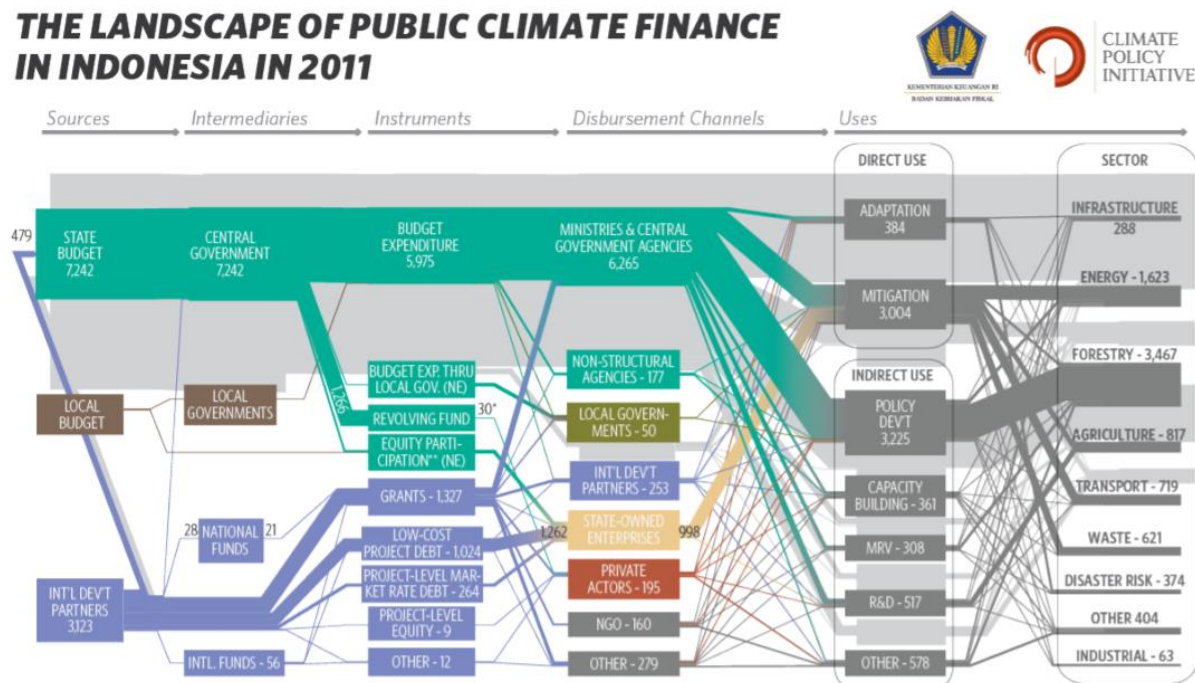 THE LANDSCAPE OF PUBLIC CLIMATE FINANCE
IN INDONESIA IN 2011
KEMENTERIAN KEUANGAN RI
BADAN KEBIJAKAN FISKAL
CLIMATE
POLICY
INITIATIVE
Sources
Intermediaries
Instruments
Disbursement Channels
Uses
479
STATE
BUDGET
7,242
LOCAL
BUDGET
INT'L DEV'T
PARTNERS
3,123
CENTRAL
GOVERNMENT
7,242
LOCAL
GOVERNMENTS
28
NATIONAL
FUNDS
21
INTL. FUNDS - 56
1,266
BUDGET
EXPENDITURE
5,975
BUDGET EXP. THRU
LOCAL GOV. (NE)
REVOLVING FUND
30*
EQUITY PARTI-
CIPATION** (NE)
GRANTS - 1,327
LOW-COST
PROJECT DEBT - 1,024
PROJECT-LEVEL MAR-
KET RATE DEBT - 264
PROJECT-LEVEL
EQUITY - 9
OTHER - 12
MINISTRIES & CENTRAL
GOVERNMENT AGENCIES
6,265
NON-STRUCTURAL
AGENCIES - 177
LOCAL GOVERN-
MENTS - 50
INT'L DEV'T
PARTNERS - 253
1,262
STATE-OWNED
ENTERPRISES
998
PRIVATE
ACTORS - 195
NGO - 160
OTHER - 279
DIRECT USE
ADAPTATION
384
MITIGATION
3,004
INDIRECT USE
POLICY
DEV'T
3,225
CAPACITY
BUILDING - 361
MRV - 308
R&D - 517
OTHER - 578
SECTOR
INFRASTRUCTURE
288
ENERGY - 1,623
FORESTRY - 3,467
AGRICULTURE - 817
TRANSPORT - 719
WASTE - 621
DISASTER RISK - 374
OTHER 404
INDUSTRIAL - 63